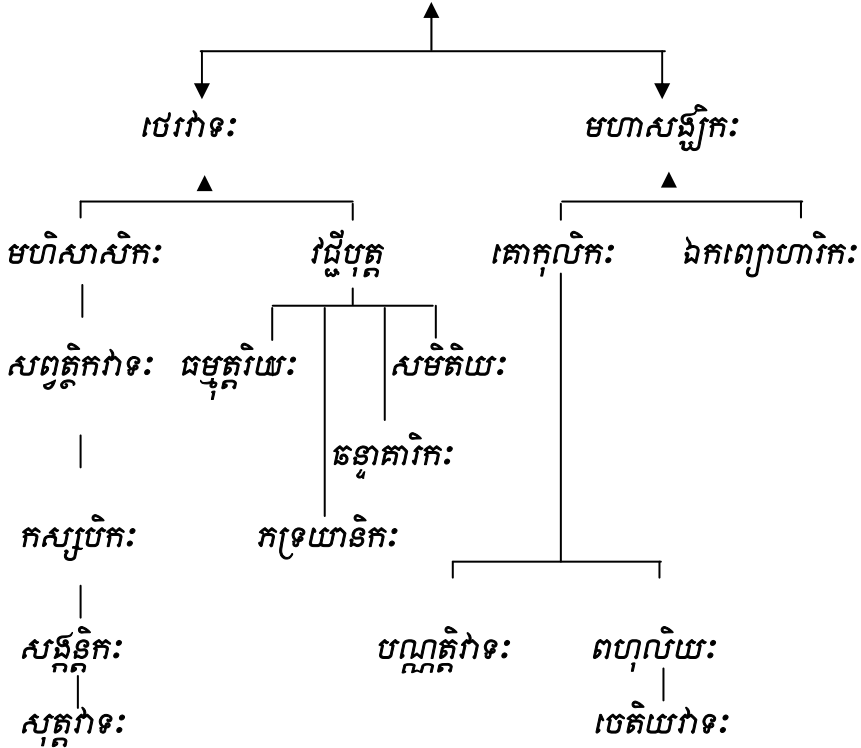 ថេរវាទៈ មហាសង្ឃិកៈ
មហិសាសិកៈ វជ្ជីបុត្ត គោកុលិកៈ ឯកព្យោហារិកៈ
សព្វត្ថិកវាទៈ ធម្មុត្តរិយៈ សមិតិយៈ
ឆន្ទាគារិកៈ
កស្សបិកៈ ភទ្រយានិកៈ
សង្កន្តិកៈ បណ្ណត្តិវាទៈ ពហុលិយៈ
សុត្តវាទៈ ចេតិយវាទៈ